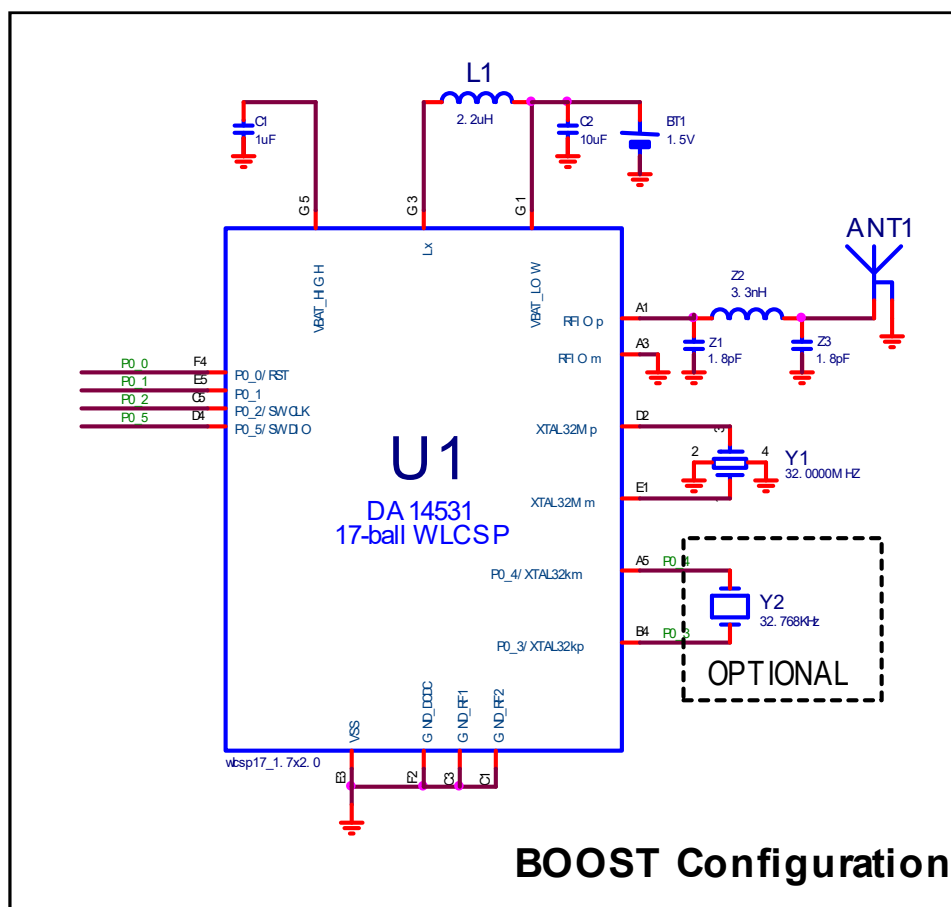 L1
2.2uH
C1
1uF
C2
10uF
BT1
1.5V
G5
G3
G1
VBAT_HIGH
Lx
VBAT_LOW
ANT1
Z2
3.3nH
A1
RFIOp
Z1
1.8pF
Z3
1.8pF
A3
RFIOm
P0_0
F4
P0_0/RST
P0_1
E5
P0_1
P0_2
C5
P0_2/SWCLK
P0_5
D4
P0_5/SWDIO
D2
XTAL32Mp
3
2
4
Y1
32.0000MHZ
E1
XTAL32Mm
U1
DA14531
17-ball WLCSP
A5
P0_4
P0_4/XTAL32km
Y2
32.768KHz
B4
P0_3
P0_3/XTAL32kp
OPTIONAL
VSS
GND_DCDC
GND_RF1
GND_RF2
wlcsp17_1.7x2.0
E3
F2
C3
C1
BOOST Configuration